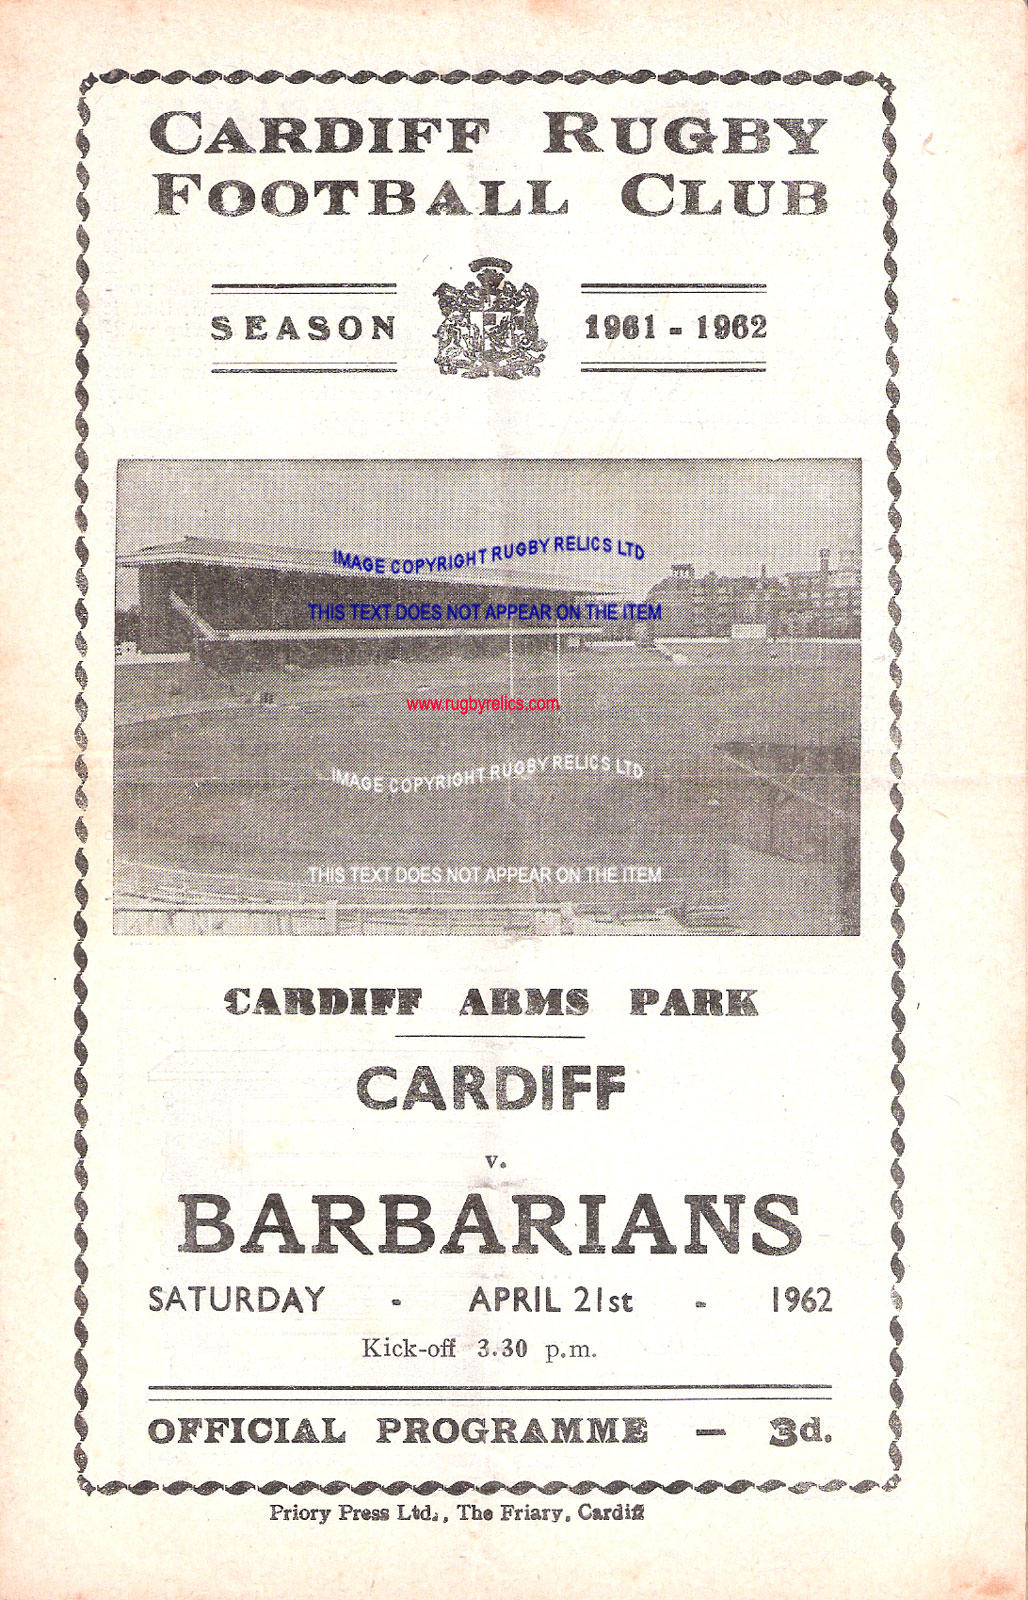 CARDIFF RUGBY
FOOTBALL CLUB
SEASON 1961 - 1962
IMAGE COPYRIGHT RUGBY RELICS LTD
THIS TEXT DOES NOT APPEAR ON THE ITEM
www.rugbyrelics.com
IMAGE COPYRIGHT RUGBY RELICS LTD
THIS TEXT DOES NOT APPEAR ON THE ITEM
CARDIFF ARMS PARK
CARDIFF
v.
BARBARIANS
SATURDAY - APRIL 21st - 1962
Kick-off 3.30 p.m.
OFFICIAL PROGRAMME — 3d.
Priory Press Ltd., The Friary, Cardiff